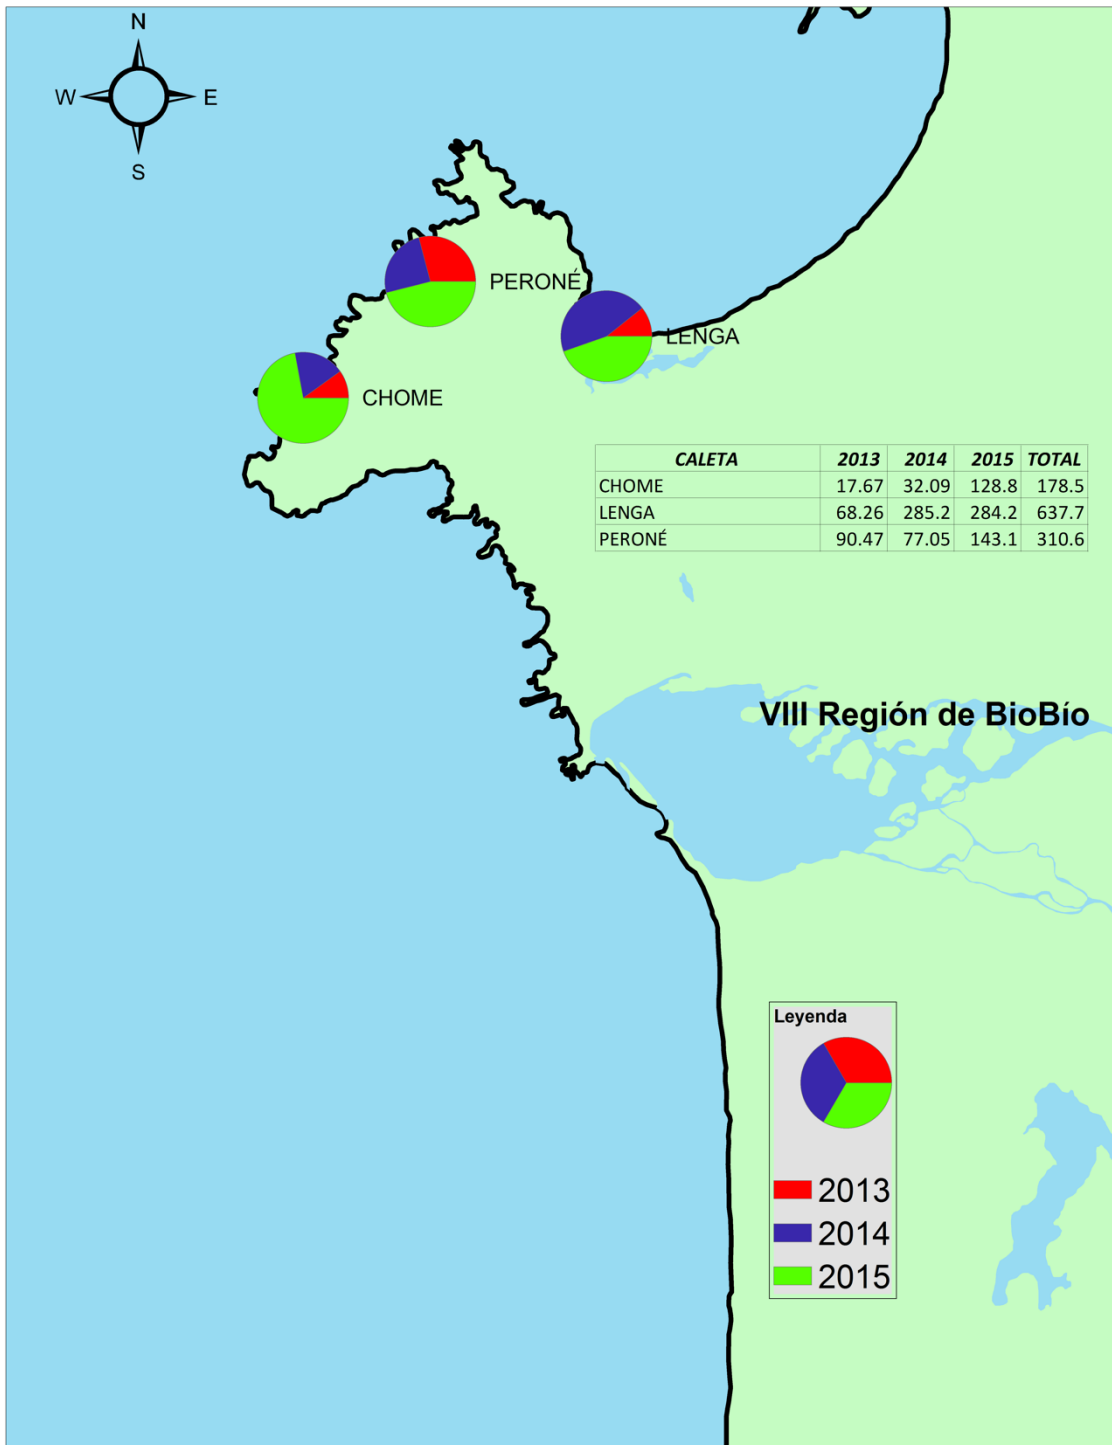 N
W E
S
PERONÉ
LENGA
CHOME
CALETA 2013 2014 2015 TOTAL
CHOME 17.67 32.09 128.8 178.5
LENGA 68.26 285.2 284.2 637.7
PERONÉ 90.47 77.05 143.1 310.6
VIII Región de BioBío
Leyenda
2013
2014
2015